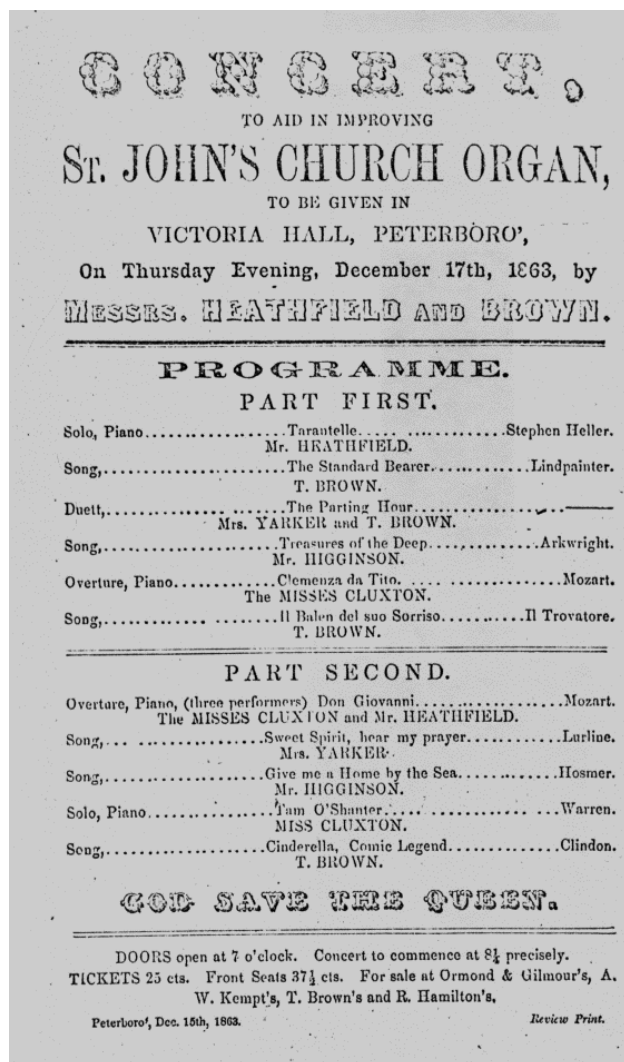 CONCERT,
TO AID IN IMPROVING
ST. JOHN'S CHURCH ORGAN,
TO BE GIVEN IN
VICTORIA HALL, PETERBORO',
On Thursday Evening, December 17th, 1863, by
MESSRS. HEATHFIELD AND BROWN.
PROGRAMME.
PART FIRST.
Solo, Piano..................Tarantelle..... ...............Stephen Heller.
Mr. HEATHFIELD.
Song,........................The Standard Bearer.............Lindpainter.
T. BROWN.
Duett,................ .......The Parting Hour................
Mrs. YARKER and T. BROWN.
Song,.......................Treasures of the Deep..............Arkwright.
Mr. HIGGINSON.
Overture, Piano.............Clemenza da Tito. .... ...............Mozart.
The MISSES CLUXTON.
Song,............. .........Il Balen del suo Sorriso..........Il Trovatore.
T. BROWN.
PART SECOND.
Overture, Piano, (three performers) Don Giovanni...................Mozart.
The MISSES CLUXTON and Mr. HEATHFIELD.
Song,... .................Sweet Spirit, hear my prayer...........Lurline.
Mrs. YARKER.
Song,....................Give me a Home by the Sea............Hosmer.
Mr. HIGGINSON.
Solo, Piano................Tam O'Shanter..... ............. ...Warren.
MISS CLUXTON.
Song,....................Cinderella, Comic Legend.............Clindon.
T. BROWN.
GOD SAVE THE QUEEN.
DOORS open at 7 o'clock. Concert to commence at 8¼ precisely.
TICKETS 25 cts. Front Seats 37½ cts. For sale at Ormond & Gilmour's, A.
W. Kempt's, T. Brown's and R. Hamilton's.
Peterboro', Dec. 15th, 1863. Review Print.